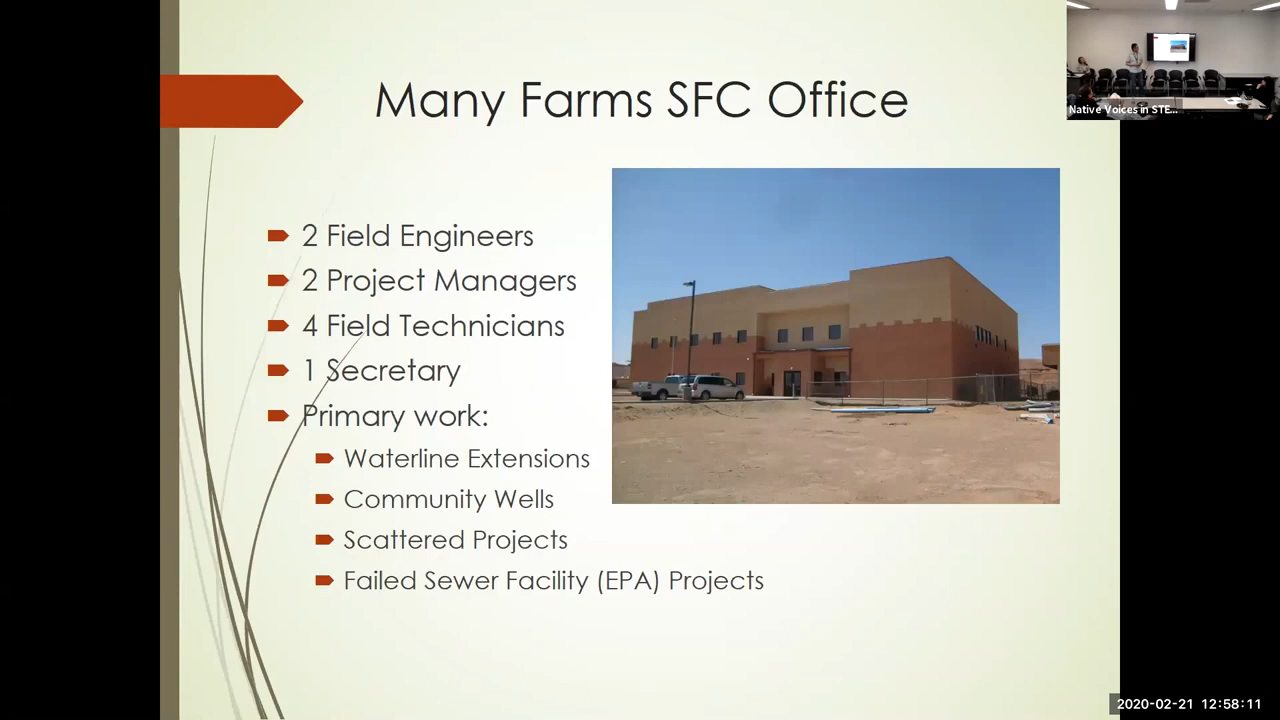 Many Farms SFC Office
2 Field Engineers
2 Project Managers
4 Field Technicians
1 Secretary
Primary work:
Waterline Extensions
Community Wells
Scattered Projects
Failed Sewer Facility (EPA) Projects
Native Voices in STE...
2020-02-21 12:58:11